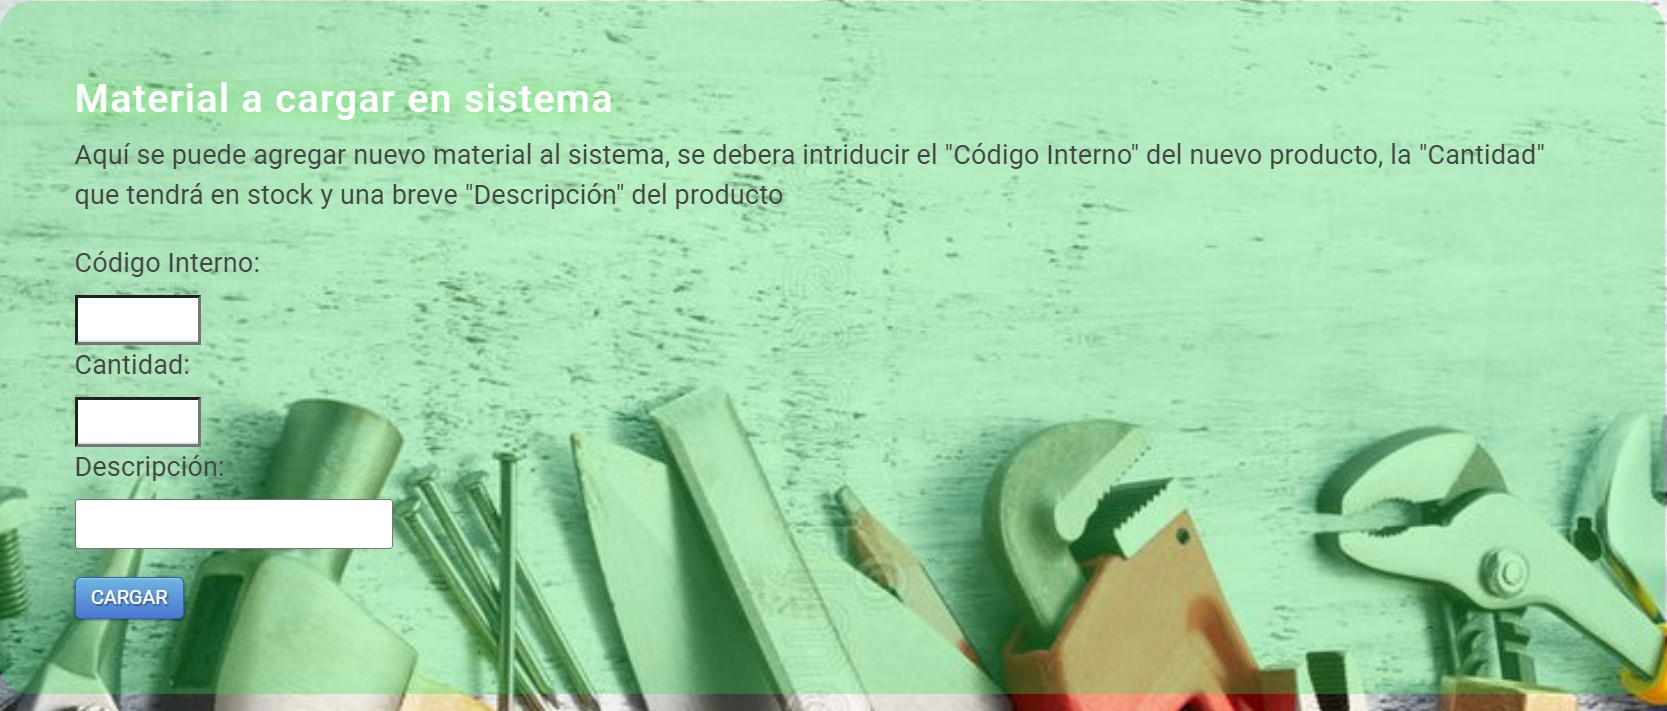 Material a cargar en sistema
Aquí se puede agregar nuevo material al sistema, se debera intriducir el "Código Interno" del nuevo producto, la "Cantidad"
que tendrá en stock y una breve "Descripción" del producto
Código Interno:
Cantidad:
Descripción:
CARGAR